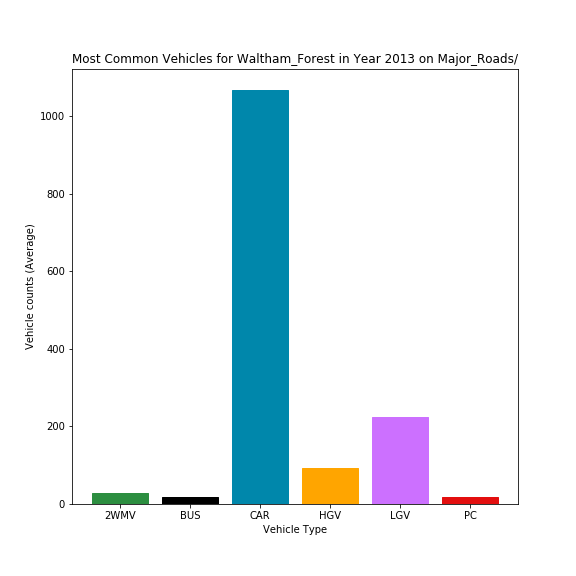 Most Common Vehicles for Waltham_Forest in Year 2013 on Major_Roads/
Vehicle counts (Average)
1000
800
600
400
200
0
2WMV BUS CAR HGV LGV PC
Vehicle Type